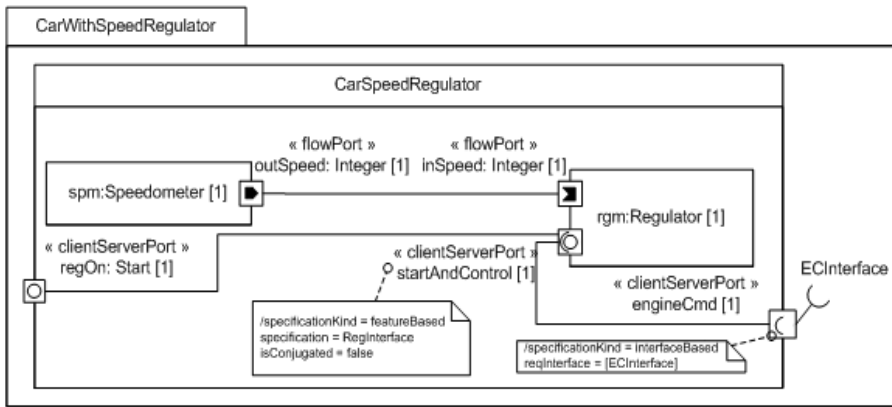 CarWithSpeedRegulator
CarSpeedRegulator
« flowPort »
outSpeed: Integer [1]
« flowPort »
inSpeed: Integer [1]
spm:Speedometer [1]
rgm:Regulator [1]
« clientServerPort »
regOn: Start [1]
« clientServerPort »
startAndControl [1]
« clientServerPort »
engineCmd [1]
ECInterface
/specificationKind = featureBased
specification = RegInterface
isConjugated = false
/specificationKind = interfaceBased
reqInterface = [ECInterface]